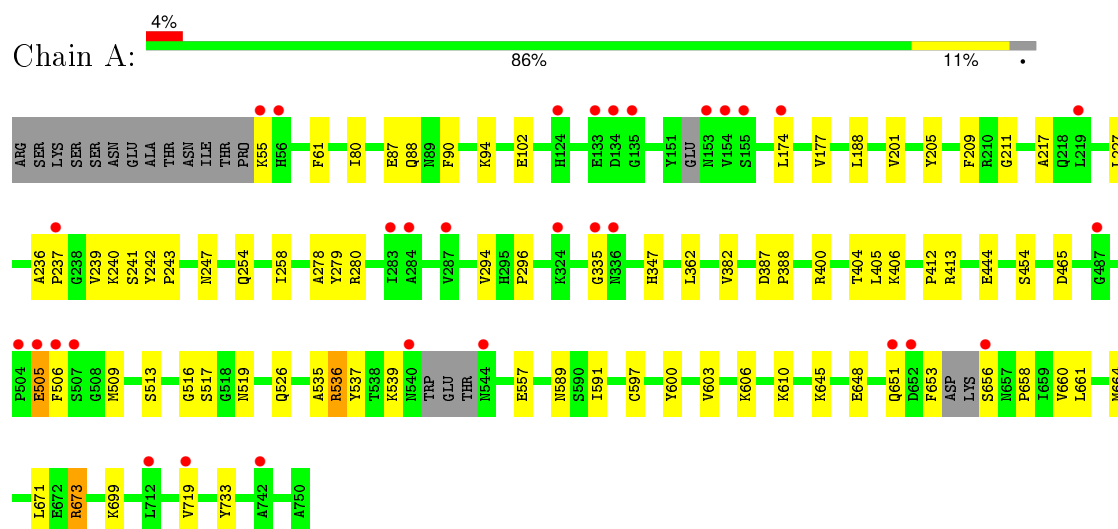 4%
Chain A:
86% 11% •
ARG SER LYS SER SER ASN GLU ALA THR ASN ILE THR PRO K55 H56 F61 I80 E87 Q88 N89 F90 K94 E102 H124 E133 D134 G135 Y151 GLU N153 V154 S155 L174 V177 L188 V201 Y205 F209 R210 G211 A217 Q218 L219 L227
A236 P237 G238 V239 K240 S241 Y242 P243 N247 Q254 I258 A278 Y279 R280 I283 A284 V287 V294 H295 P296 K324 G335 N336 H347 L362 V382 D387 P388 R400 T404 L405 K406 P412 R413 E444 S454 D465 G487
P504 E505 F506 S507 G508 M509 S513 G516 S517 G518 N519 Q526 A535 R536 Y537 T538 K539 N540 TRP GLU THR N544 E557 N589 S590 I591 C597 Y600 V603 K606 K610 K645 E648 Q651 D652 F653 ASP LYS S656 N657 P658 I659 V660 L661 M664
L671 E672 R673 K699 L712 V719 Y733 A742 A750